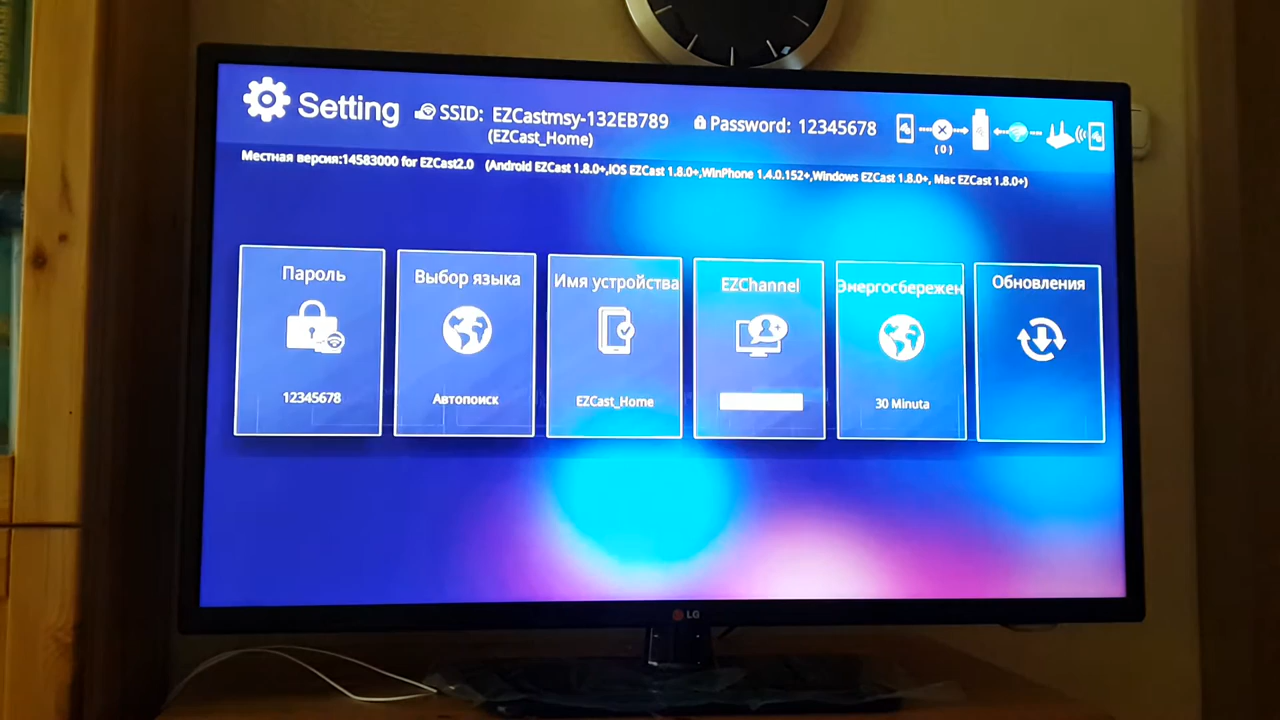 Setting
SSID: EZCastmsy-132EB789
(EZCast_Home)
Password: 12345678
(0)
Местная версия:14583000 for EZCast2.0 (Android EZCast 1.8.0+,iOS EZCast 1.8.0+,WinPhone 1.4.0.152+,Windows EZCast 1.8.0+, Mac EZCast 1.8.0+)
Пароль
12345678
Выбор языка
Автопоиск
Имя устройства
EZCast_Home
EZChannel
Энергосбережен
30 Minuta
Обновления
LG